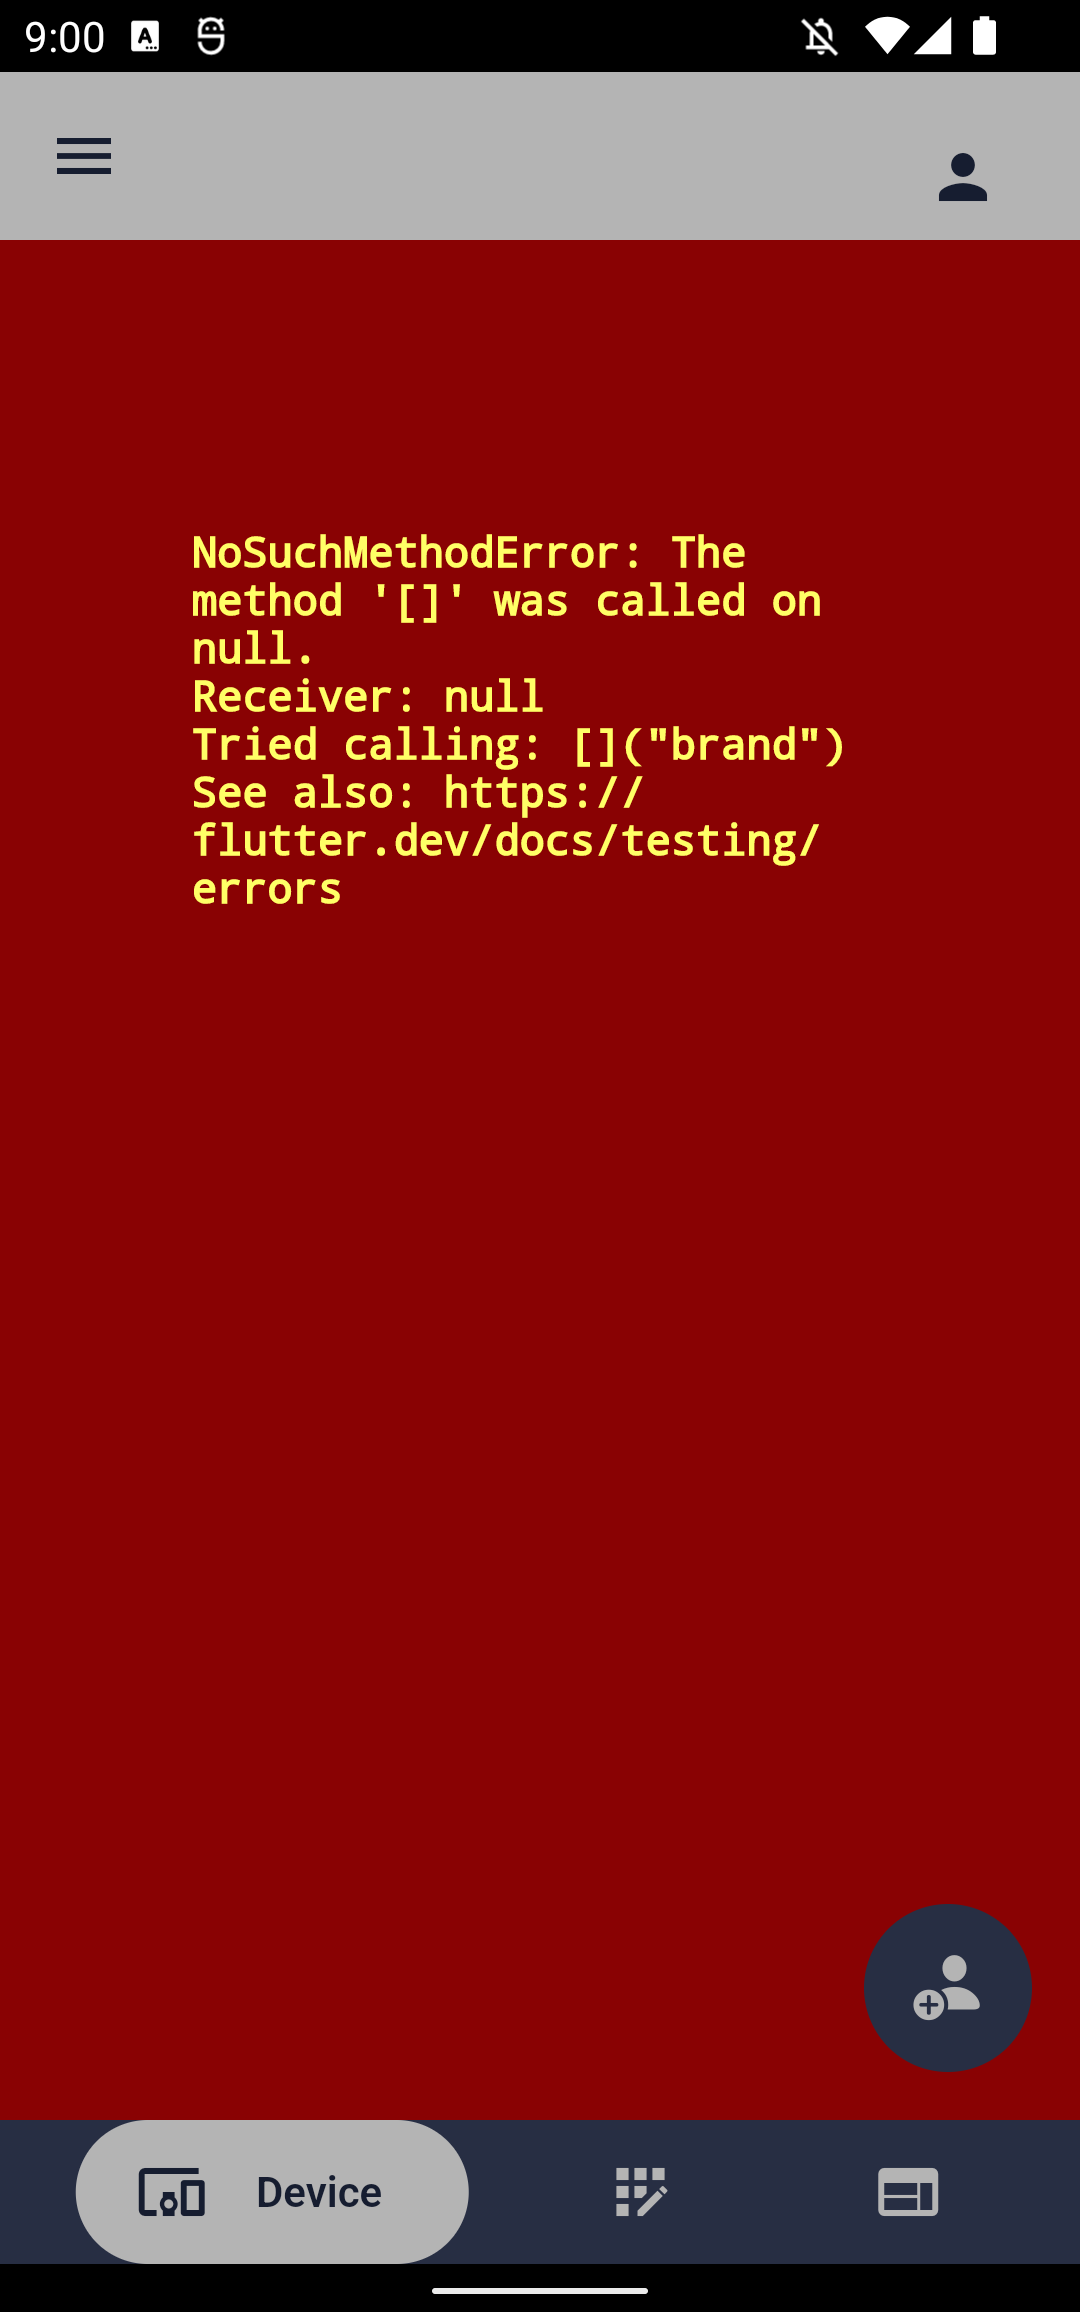 9:00
NoSuchMethodError: The
method '[]' was called on
null.
Receiver: null
Tried calling: []("brand")
See also: https://
flutter.dev/docs/testing/
errors
Device